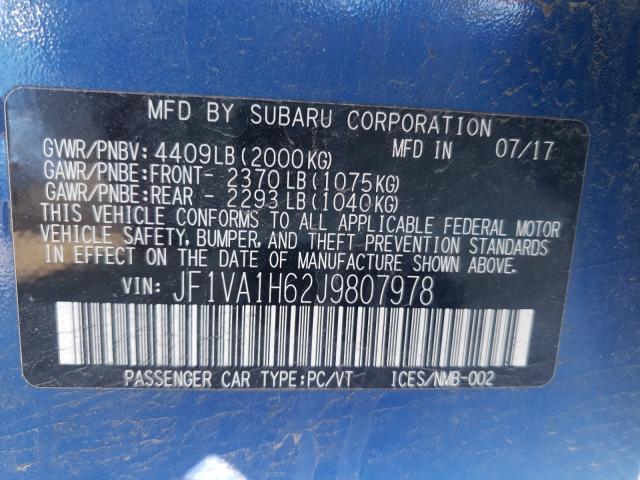 MFD BY SUBARU CORPORATION
GVWR/PNBV: 4409LB (2000KG) MFD IN 07/17
GAWR/PNBE:FRONT- 2370 LB (1075KG)
GAWR/PNBE:REAR - 2293 LB (1040KG)
THIS VEHICLE CONFORMS TO ALL APPLICABLE FEDERAL MOTOR
VEHICLE SAFETY, BUMPER, AND THEFT PREVENTION STANDARDS
IN EFFECT ON THE DATE OF MANUFACTURE SHOWN ABOVE.
VIN: JF1VA1H62J9807978
PASSENGER CAR TYPE:PC/VT ICES/NMB-002